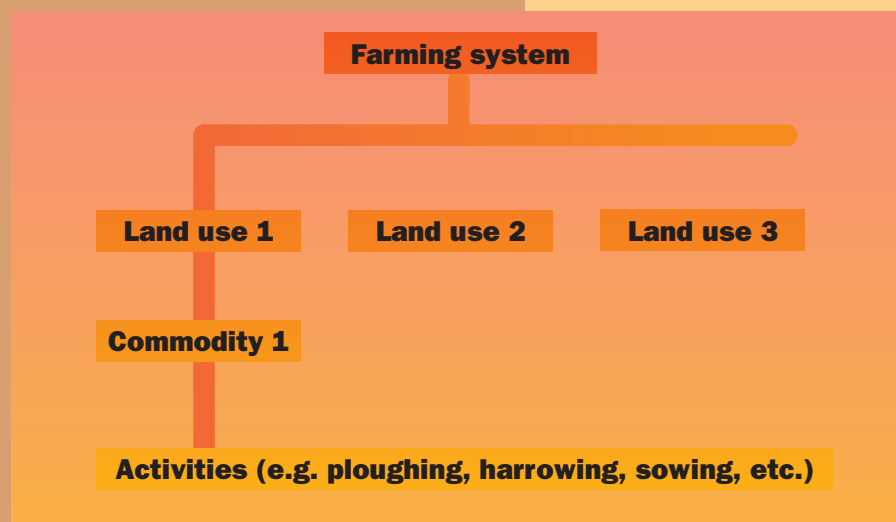 Farming system
Land use 1
Land use 2
Land use 3
Commodity 1
Activities (e.g. ploughing, harrowing, sowing, etc.)